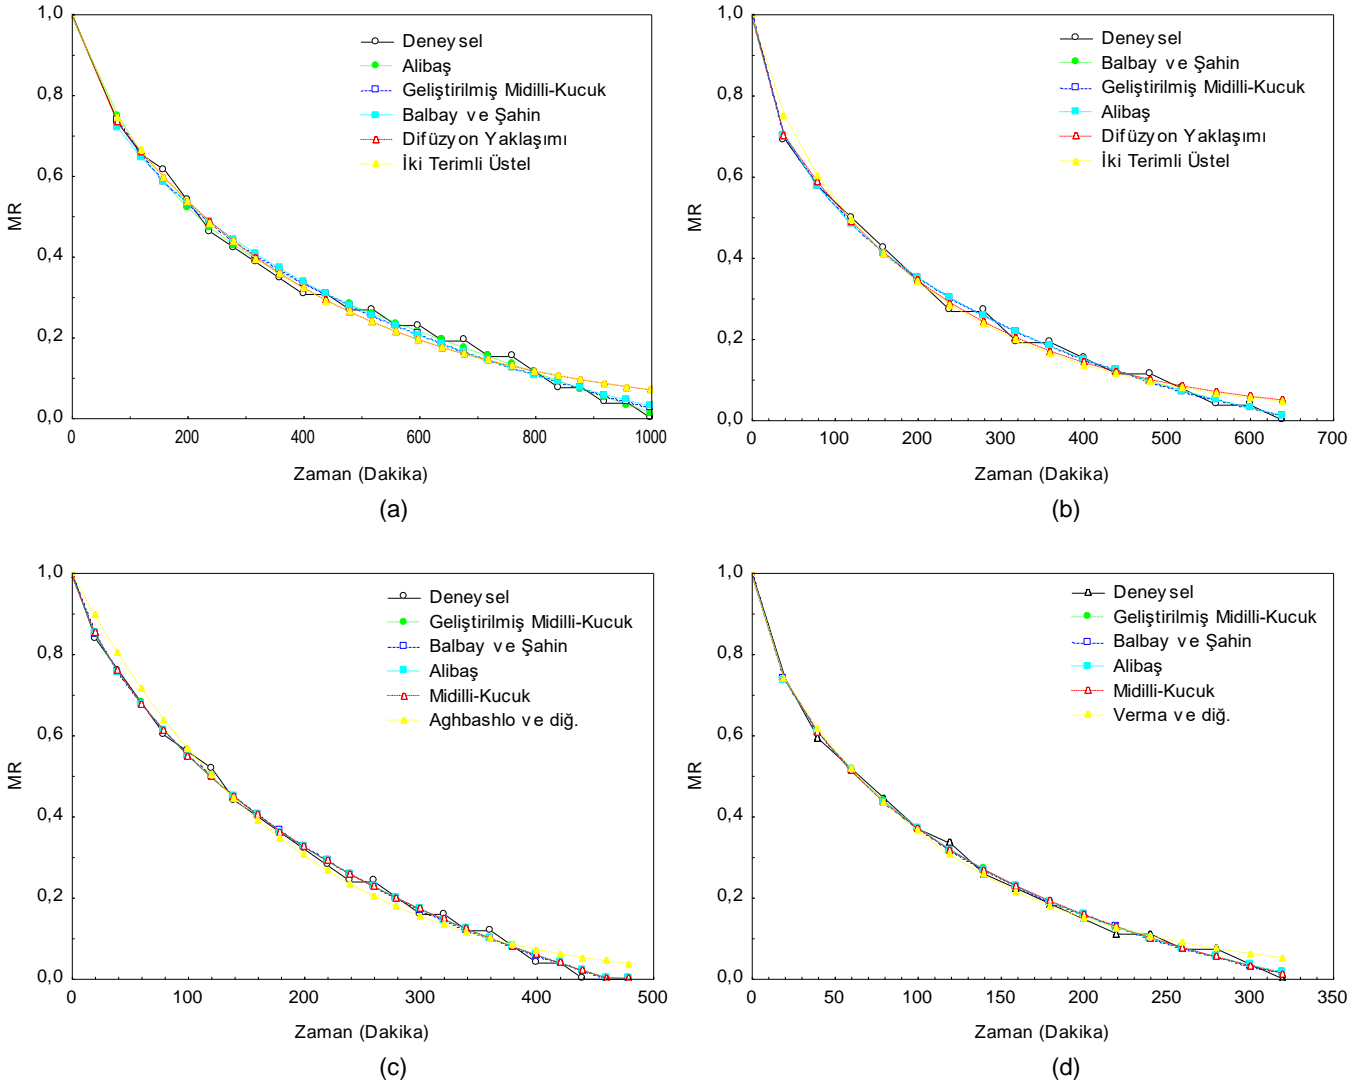 1,0
0,8
0,6
0,4
0,2
0,0
MR
Deneysel
Alibaş
Geliştirilmiş Midilli-Kucuk
Balbay ve Şahin
Difüzyon Yaklaşımı
İki Terimli Üstel
0 200 400 600 800 1000
Zaman (Dakika)
(a)
1,0
0,8
0,6
0,4
0,2
0,0
MR
Deneysel
Balbay ve Şahin
Geliştirilmiş Midilli-Kucuk
Alibaş
Difüzyon Yaklaşımı
İki Terimli Üstel
0 100 200 300 400 500 600 700
Zaman (Dakika)
(b)
1,0
0,8
0,6
0,4
0,2
0,0
MR
Deneysel
Geliştirilmiş Midilli-Kucuk
Balbay ve Şahin
Alibaş
Midilli-Kucuk
Aghbashlo ve diğ.
0 100 200 300 400 500
Zaman (Dakika)
(c)
1,0
0,8
0,6
0,4
0,2
0,0
MR
Deneysel
Geliştirilmiş Midilli-Kucuk
Balbay ve Şahin
Alibaş
Midilli-Kucuk
Verma ve diğ.
0 50 100 150 200 250 300 350
Zaman (Dakika)
(d)